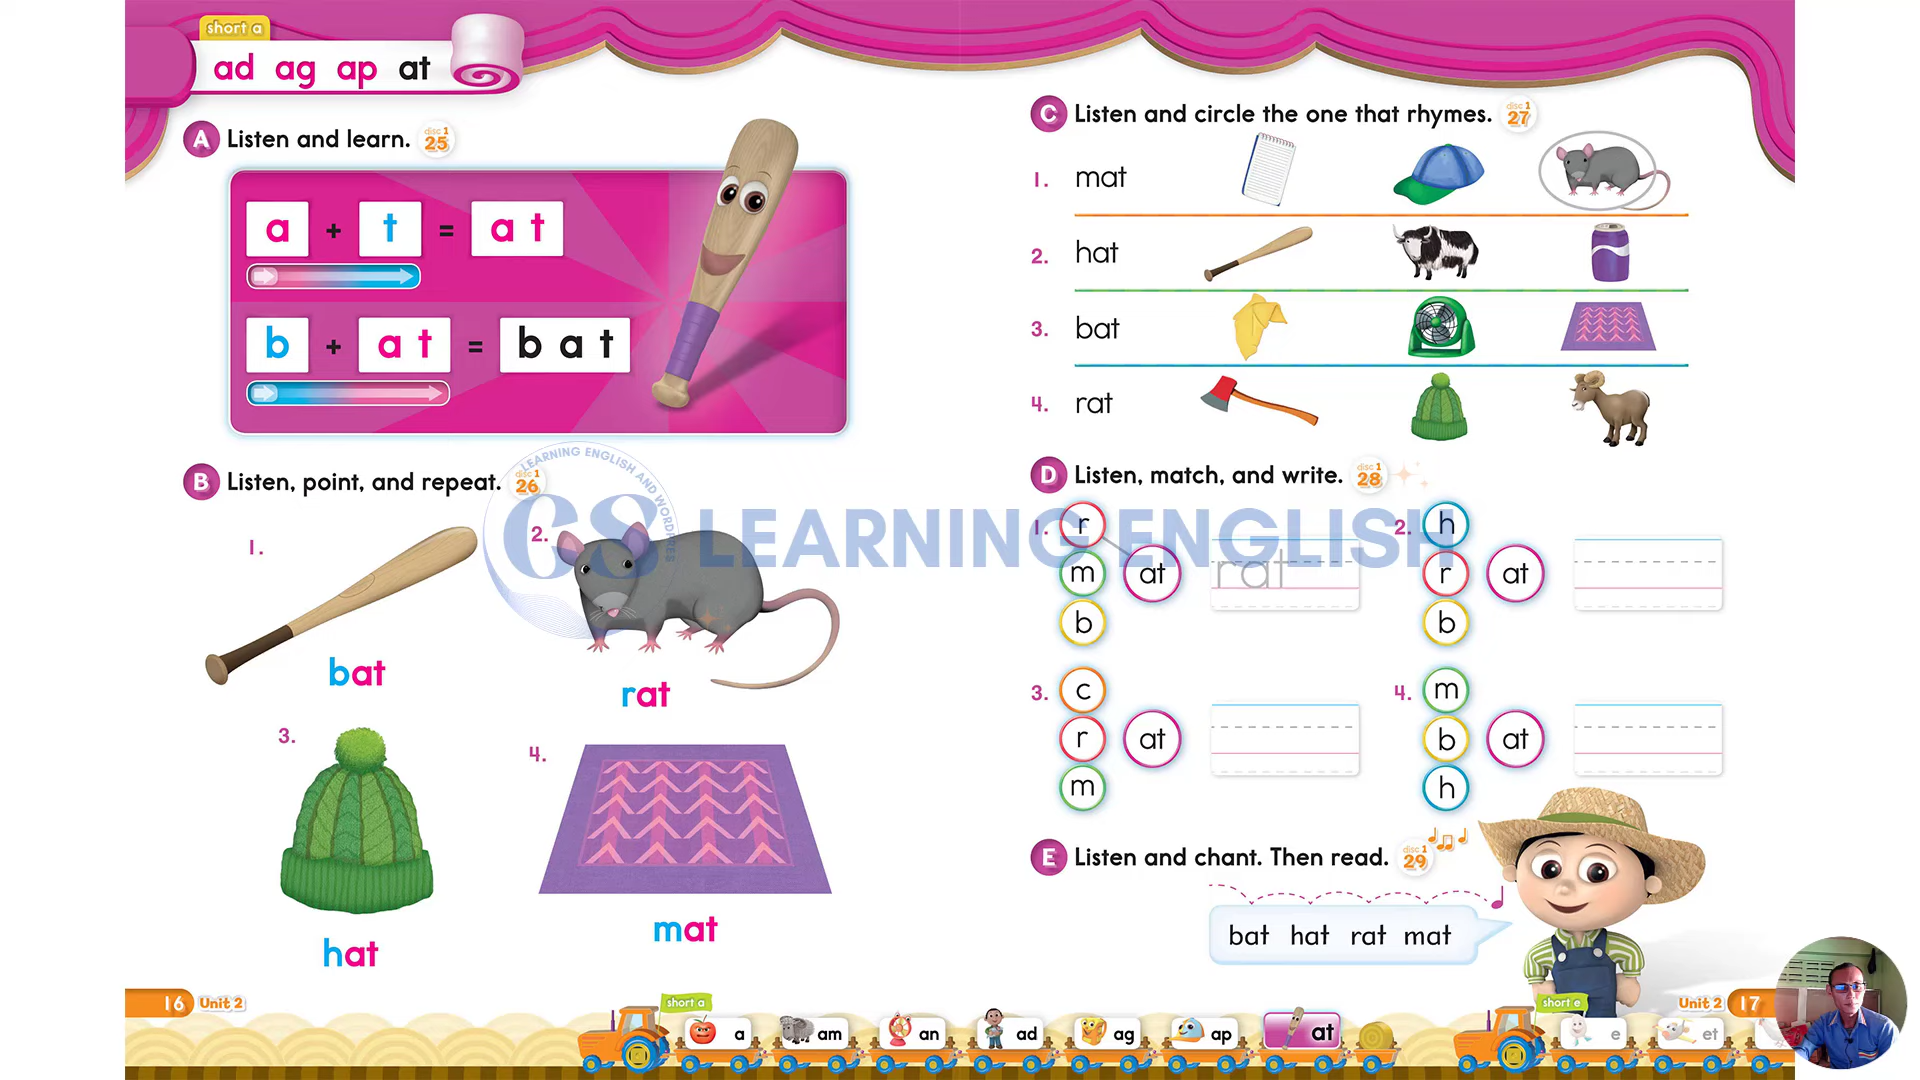 short a
ad ag ap at
A Listen and learn. disc 1 25
a + t = at
b + at = bat
B Listen, point, and repeat. disc 1 26
1.
bat
2.
rat
3.
hat
4.
mat
16 Unit 2
C Listen and circle the one that rhymes. disc 1 27
1. mat
2. hat
3. bat
4. rat
D Listen, match, and write. disc 1 28
1. r m b at rat
2. h r b at
3. c r m at
4. m b h at
E Listen and chant. Then read. disc 1 29
bat hat rat mat
Unit 2 17
short a
a am an ad ag ap at
short e
e et
LEARNING ENGLISH AND WORDLIFES
CS LEARNING ENGLISH